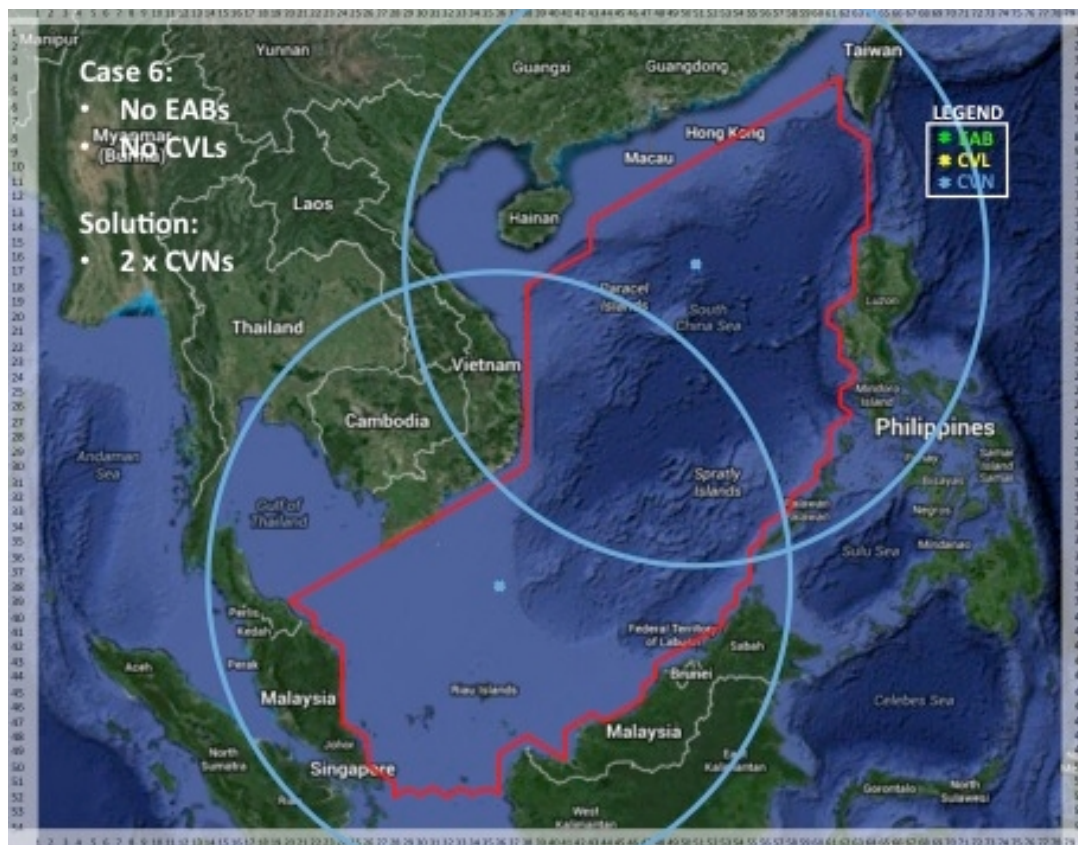 Manipur
Yunnan
Guangxi
Guangdong
Taiwan
Case 6:
• No EABs
• No CVLs
Myanmar
(Burma)
LEGEND
EAB
CVL
CVN
Hong Kong
Macau
Laos
Hainan
Solution:
• 2 x CVNs
Paracel
Islands
South
China Sea
Luzon
Thailand
Vietnam
Cambodia
Mindoro
Island
Philippines
Andaman
Sea
Samar
Island
Samar
Spratly
Islands
Bisayas
Gulf of
Thailand
Palawan
Palawan
Negros
Sulu Sea
Mindanao
Perlis
Kedah
Federal Territory
of Labuan
Sabah
Aceh
Perak
Brunei
Riau Islands
Malaysia
Celebes Sea
Malaysia
Johor
North
Sumatra
Singapore
East
Kalimantan
Gorontalo
North
Sulawesi
West
Kalimantan